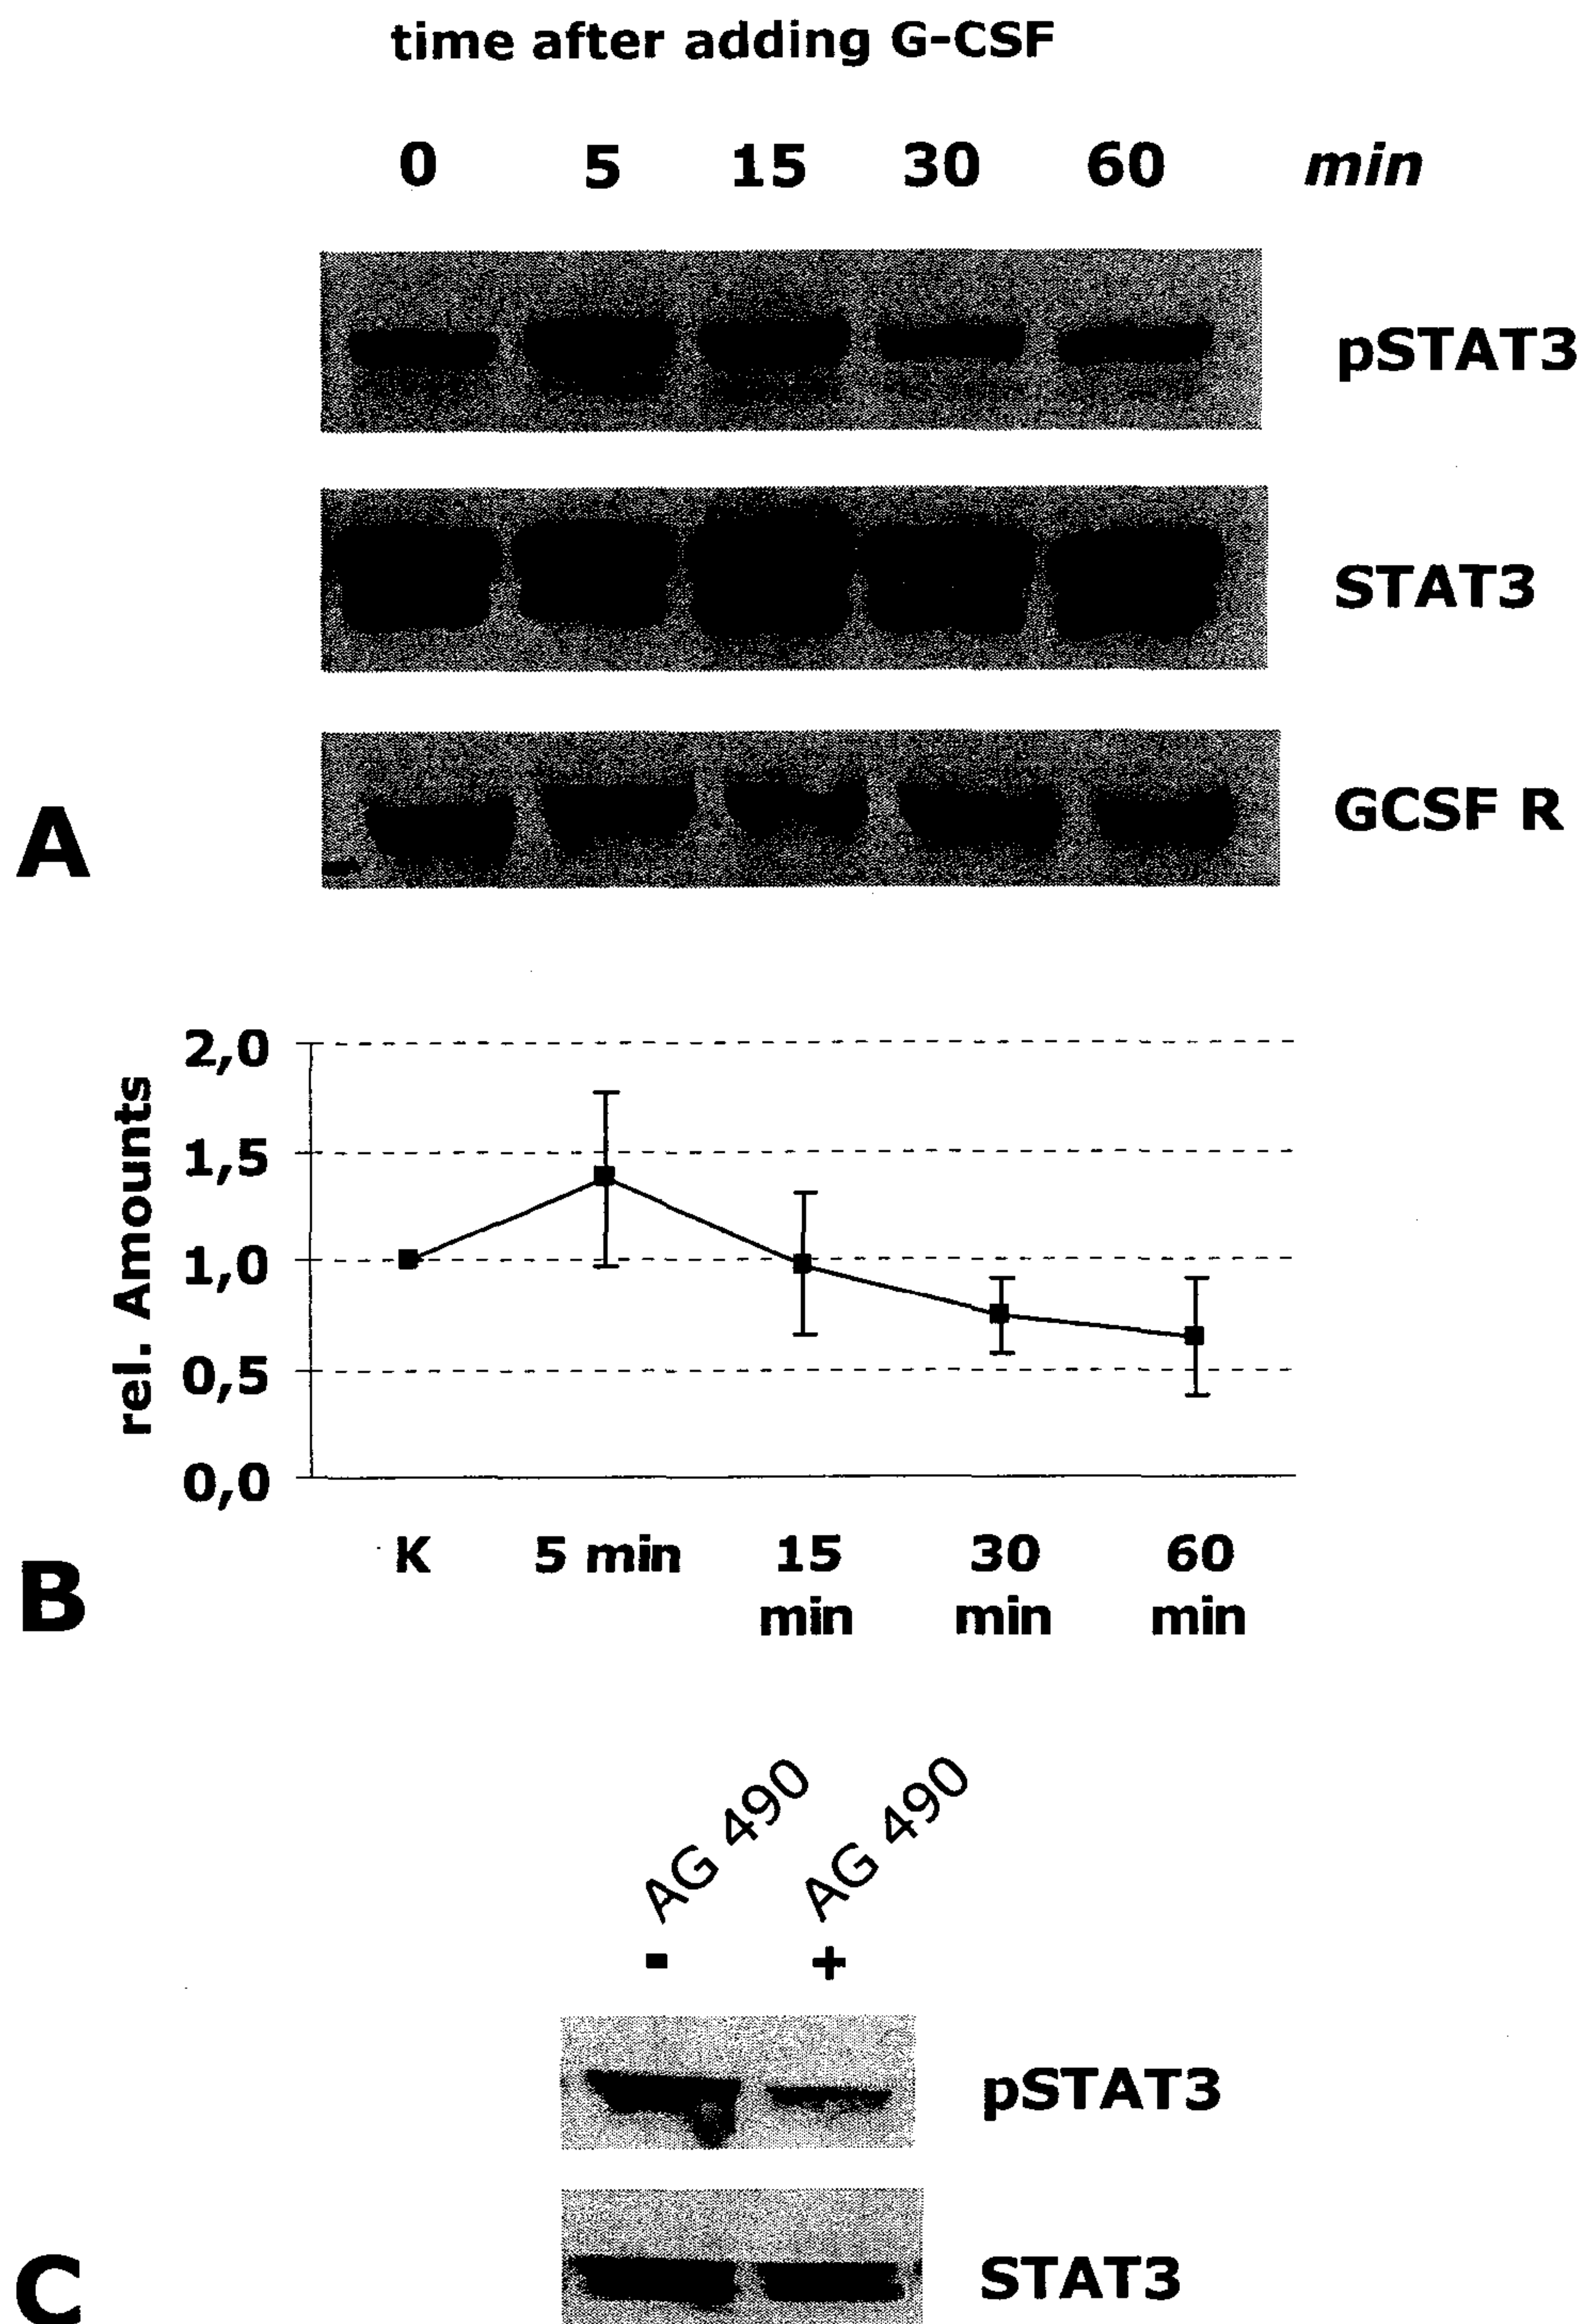 time after adding G-CSF
0 5 15 30 60 min
pSTAT3
STAT3
GCSF R
A
2,0
1,5
1,0
0,5
0,0
rel. Amounts
K 5 min 15 min 30 min 60 min
B
AG 490 AG 490
- +
pSTAT3
STAT3
C